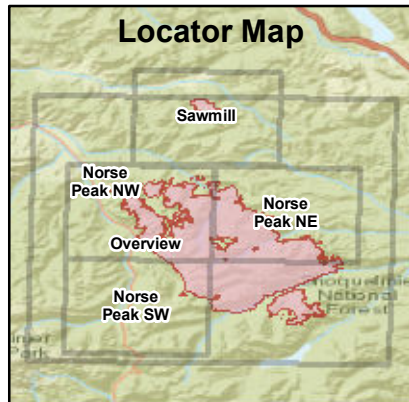 Locator Map
Sawmill
Norse
Peak NW
Norse
Peak NE
Overview
Norse
Peak SW
National
Forest
Park